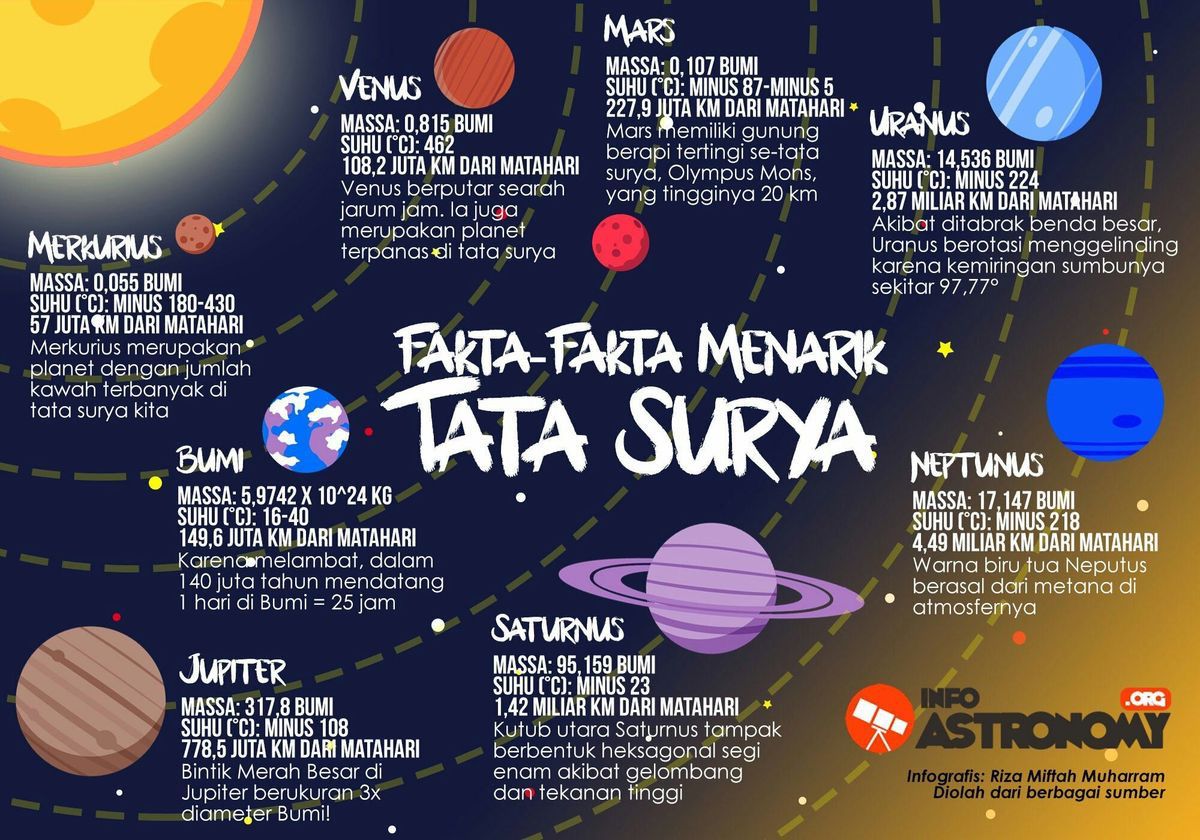 FAKTA-FAKTA MENARIK
TATA SURYA
MERKURIUS
MASSA: 0,055 BUMI
SUHU (°C): MINUS 180-430
57 JUTA KM DARI MATAHARI
Merkurius merupakan
planet dengan jumlah
kawah terbanyak di
tata surya kita
VENUS
MASSA: 0,815 BUMI
SUHU (°C): 462
108,2 JUTA KM DARI MATAHARI
Venus berputar searah
jarum jam. Ia juga
merupakan planet
terpanas di tata surya
BUMI
MASSA: 5,9742 X 10^24 KG
SUHU (°C): 16-40
149,6 JUTA KM DARI MATAHARI
Karena melambat, dalam
140 juta tahun mendatang
1 hari di Bumi = 25 jam
MARS
MASSA: 0,107 BUMI
SUHU (°C): MINUS 87-MINUS 5
227,9 JUTA KM DARI MATAHARI
Mars memiliki gunung
berapi tertingi se-tata
surya, Olympus Mons,
yang tingginya 20 km
JUPITER
MASSA: 317,8 BUMI
SUHU (°C): MINUS 108
778,5 JUTA KM DARI MATAHARI
Bintik Merah Besar di
Jupiter berukuran 3x
diameter Bumi!
SATURNUS
MASSA: 95,159 BUMI
SUHU (°C): MINUS 23
1,42 MILIAR KM DARI MATAHARI
Kutub utara Saturnus tampak
berbentuk heksagonal segi
enam akibat gelombang
dan tekanan tinggi
URANUS
MASSA: 14,536 BUMI
SUHU (°C): MINUS 224
2,87 MILIAR KM DARI MATAHARI
Akibat ditabrak benda besar,
Uranus berotasi menggelinding
karena kemiringan sumbunya
sekitar 97,77°
NEPTUNUS
MASSA: 17,147 BUMI
SUHU (°C): MINUS 218
4,49 MILIAR KM DARI MATAHARI
Warna biru tua Neputus
berasal dari metana di
atmosfernya
INFO
.ORG
ASTRONOMY
Infografis: Riza Miftah Muharram
Diolah dari berbagai sumber